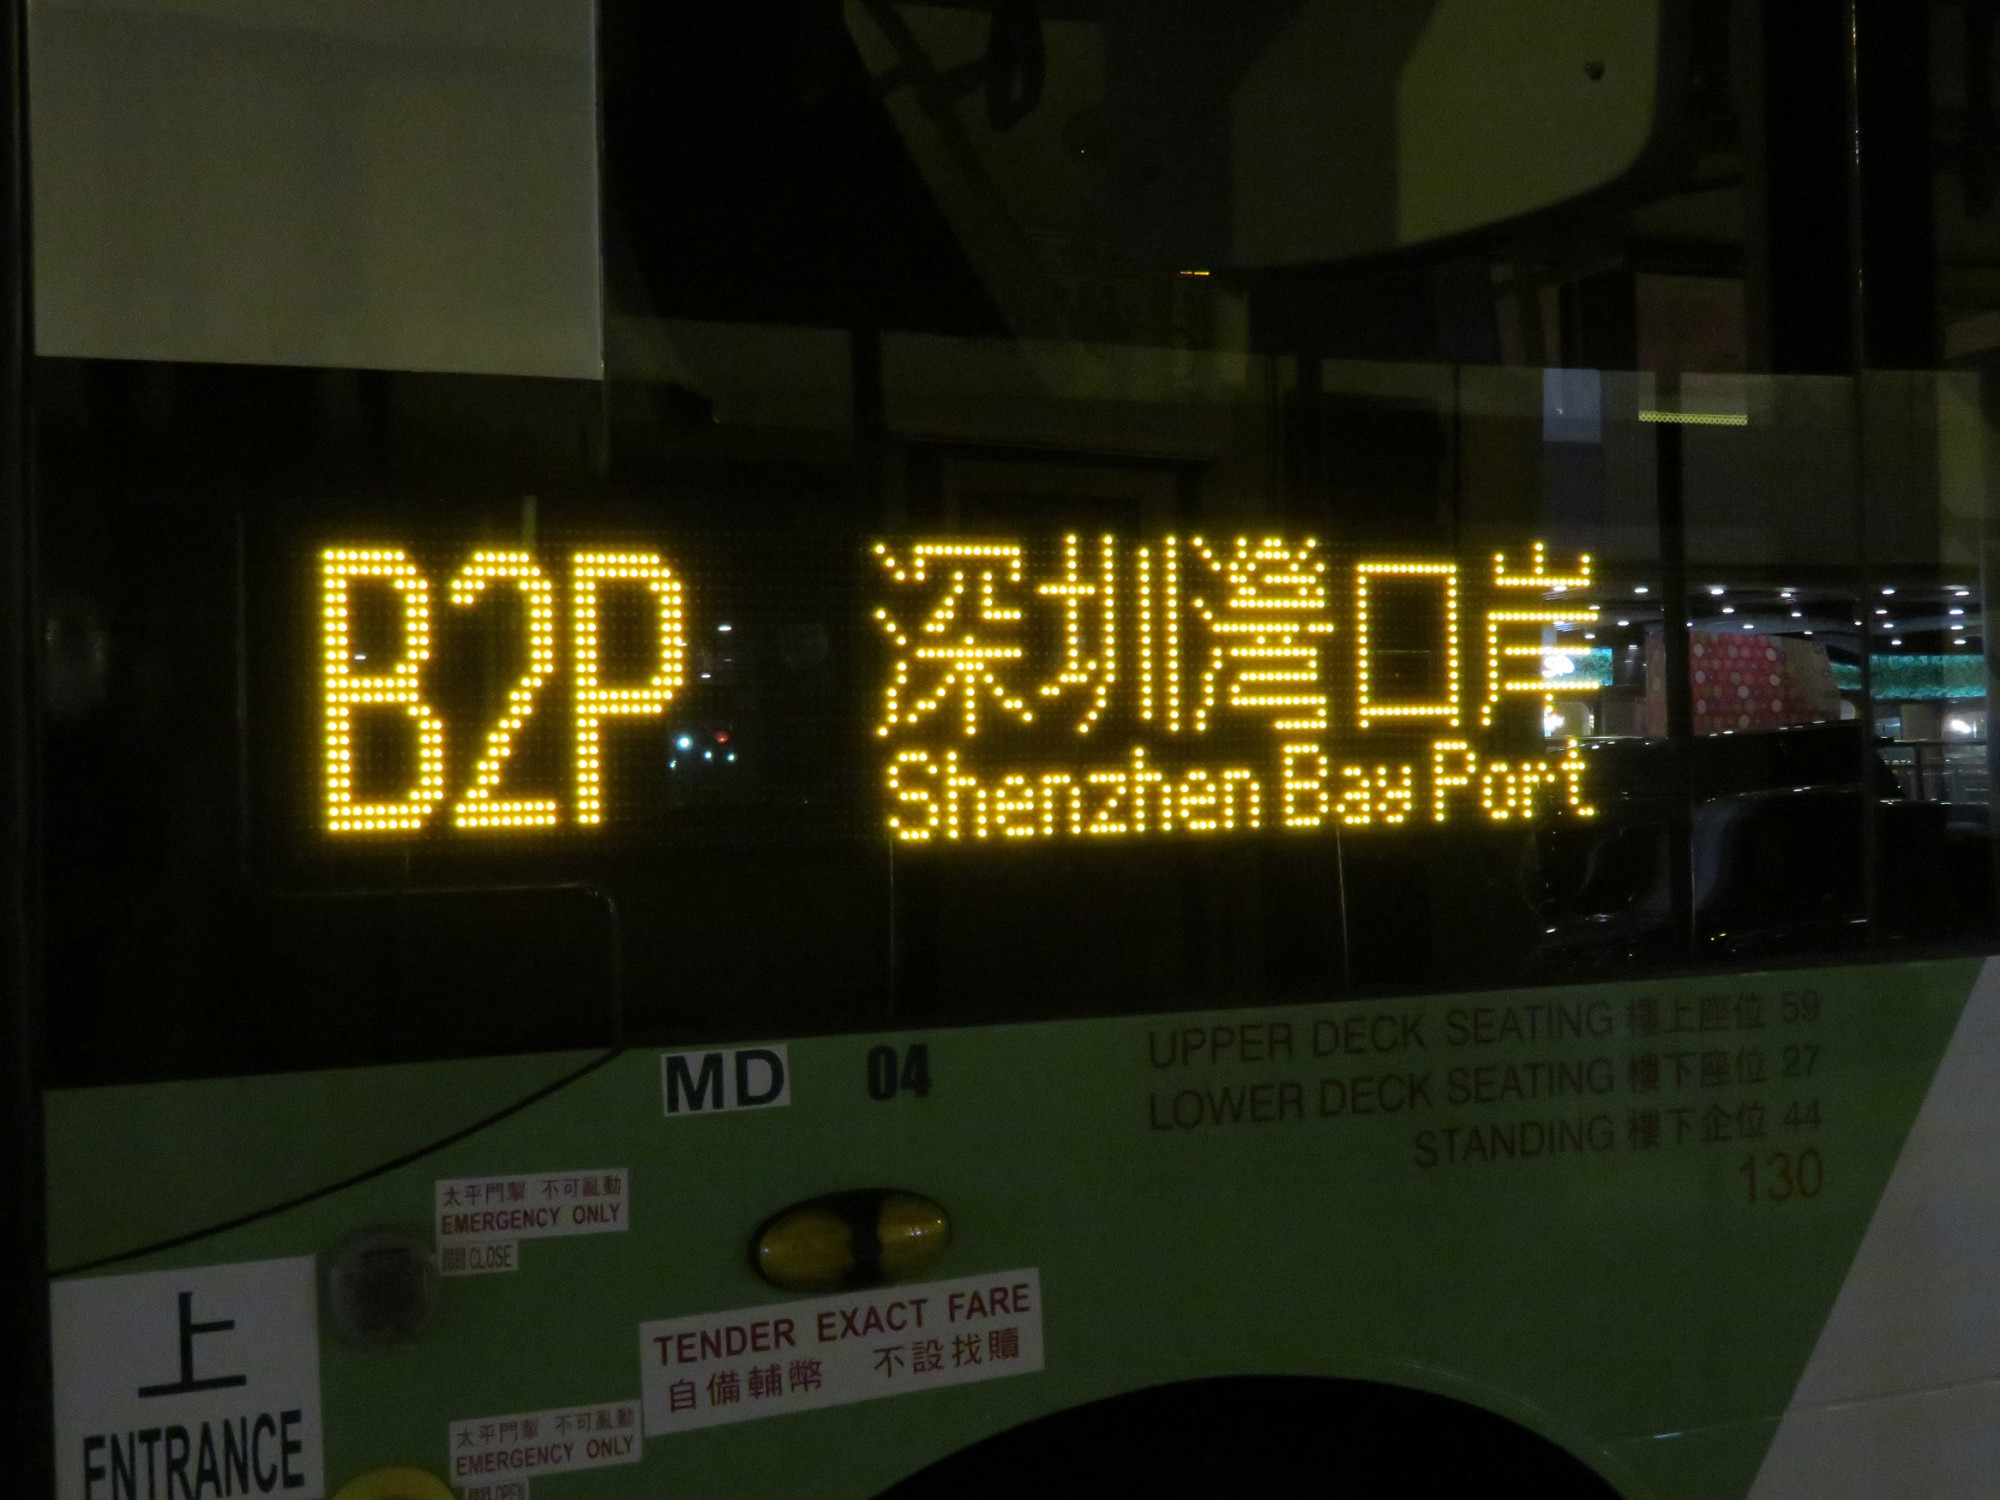 B2P 深圳灣口岸
Shenzhen Bay Port
MD 04
UPPER DECK SEATING 樓上座位 59
LOWER DECK SEATING 樓下座位 27
STANDING 樓下企位 44
130
太平門掣 不可亂動
EMERGENCY ONLY
關 CLOSE
上
ENTRANCE
TENDER EXACT FARE
自備輔幣 不設找贖
太平門掣 不可亂動
EMERGENCY ONLY
開 OPEN